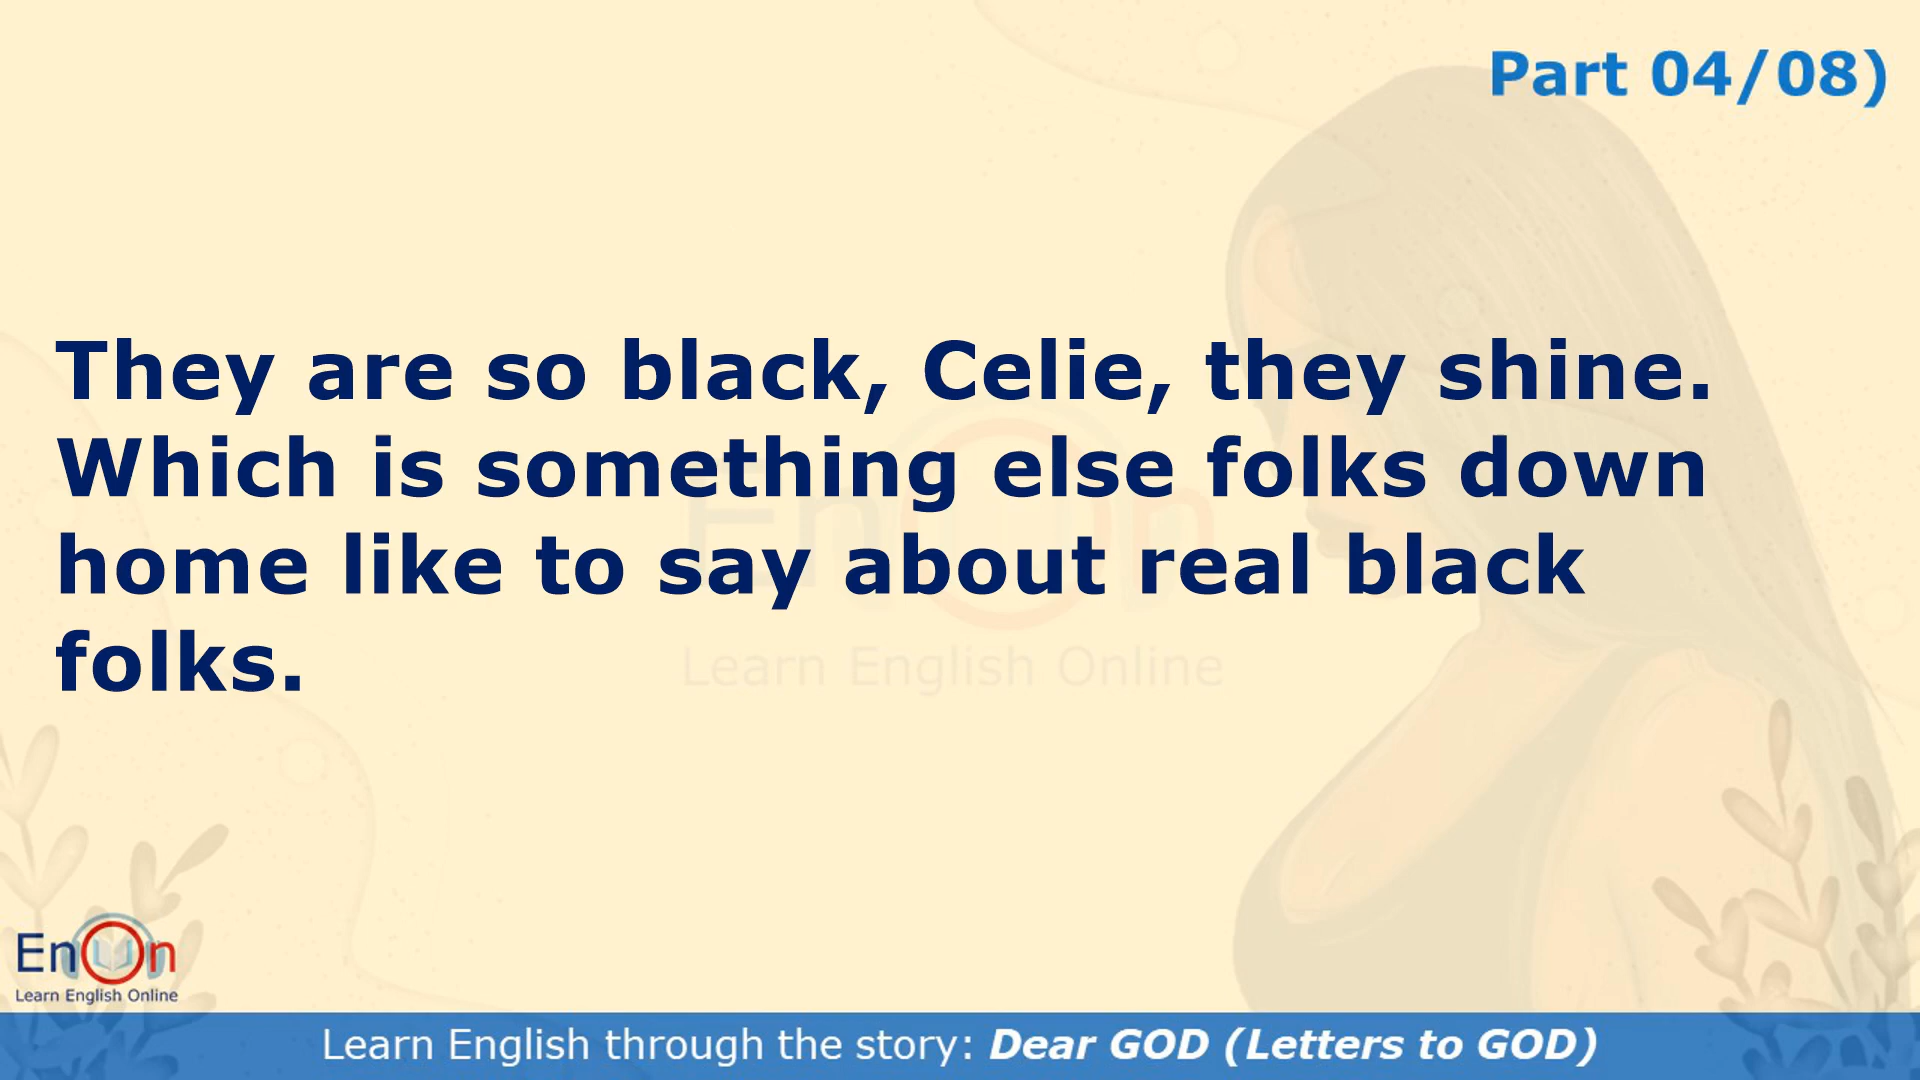 Part 04/08)
They are so black, Celie, they shine.
Which is something else folks down
home like to say about real black
folks.
EnOn
Learn English Online
EnOn
Learn English Online
Learn English through the story: Dear GOD (Letters to GOD)